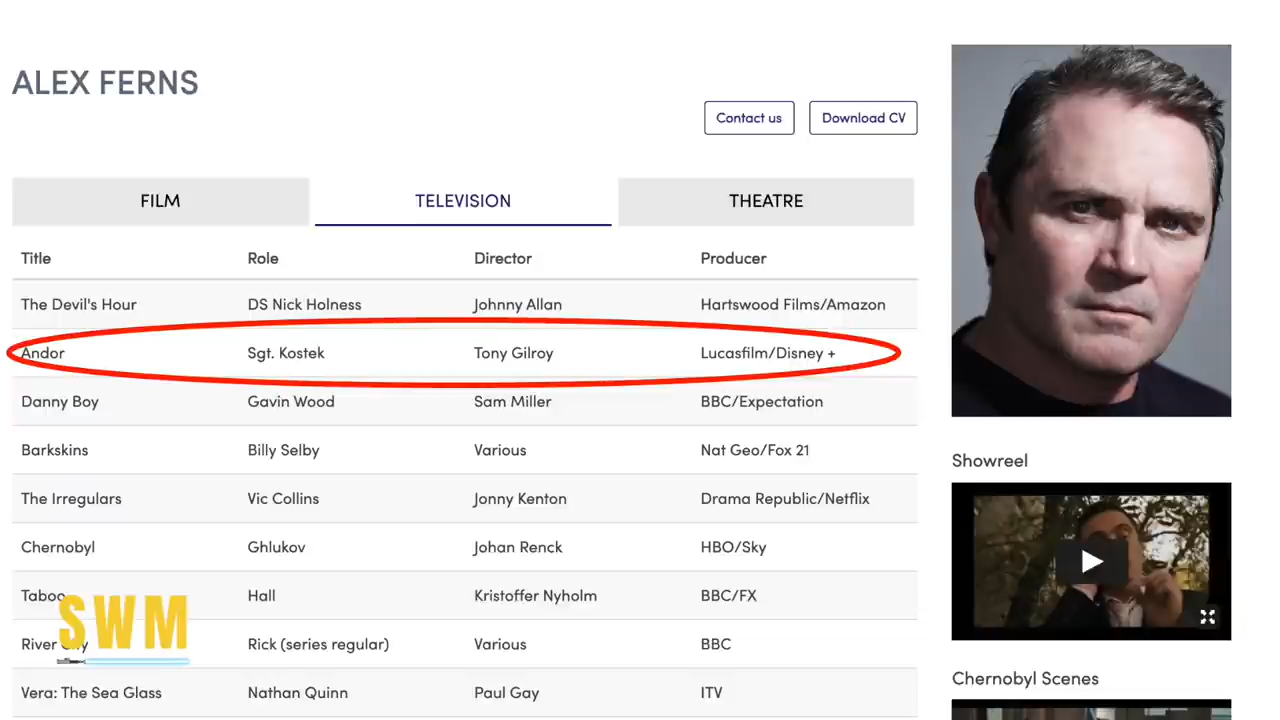 ALEX FERNS
Contact us
Download CV
FILM
TELEVISION
THEATRE
Title Role Director Producer
The Devil's Hour DS Nick Holness Johnny Allan Hartswood Films/Amazon
Andor Sgt. Kostek Tony Gilroy Lucasfilm/Disney +
Danny Boy Gavin Wood Sam Miller BBC/Expectation
Barkskins Billy Selby Various Nat Geo/Fox 21
The Irregulars Vic Collins Jonny Kenton Drama Republic/Netflix
Chernobyl Ghlukov Johan Renck HBO/Sky
Taboo Hall Kristoffer Nyholm BBC/FX
SWM
River City Rick (series regular) Various BBC
Vera: The Sea Glass Nathan Quinn Paul Gay ITV
Showreel
Chernobyl Scenes